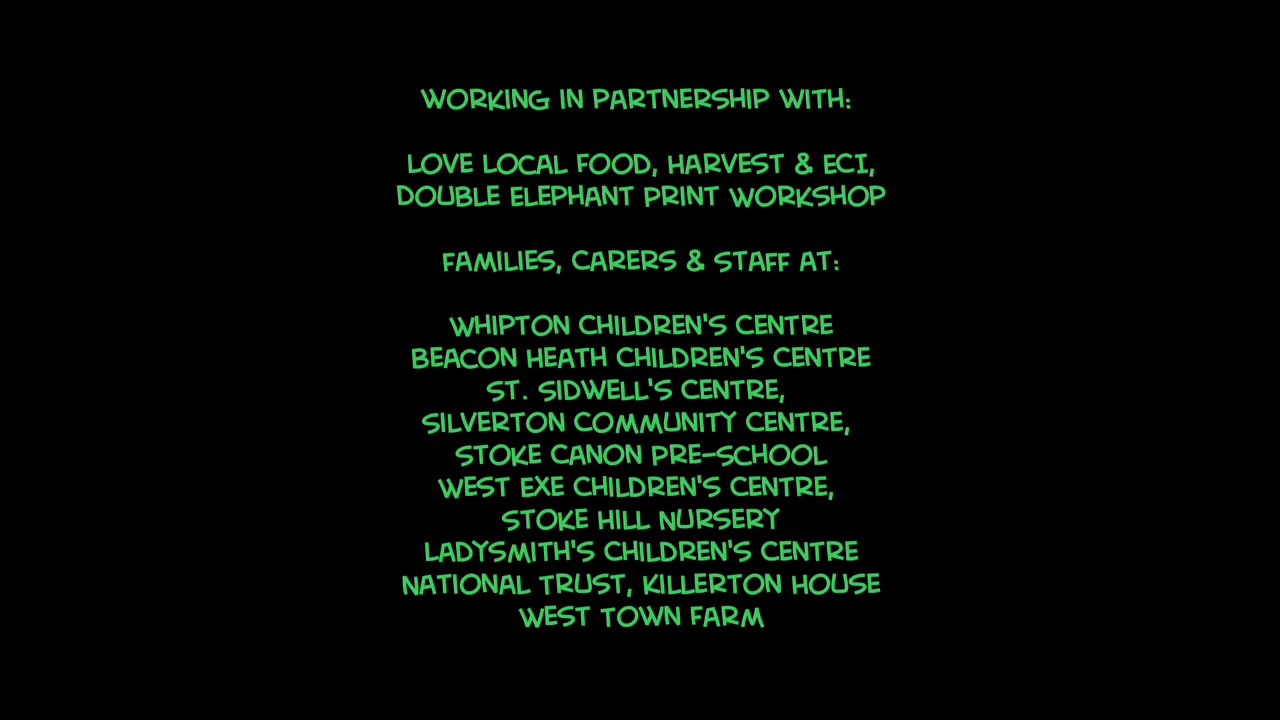 WORKING IN PARTNERSHIP WITH:
LOVE LOCAL FOOD, HARVEST & ECI,
DOUBLE ELEPHANT PRINT WORKSHOP
FAMILIES, CARERS & STAFF AT:
WHIPTON CHILDREN'S CENTRE
BEACON HEATH CHILDREN'S CENTRE
ST. SIDWELL'S CENTRE,
SILVERTON COMMUNITY CENTRE,
STOKE CANON PRE-SCHOOL
WEST EXE CHILDREN'S CENTRE,
STOKE HILL NURSERY
LADYSMITH'S CHILDREN'S CENTRE
NATIONAL TRUST, KILLERTON HOUSE
WEST TOWN FARM